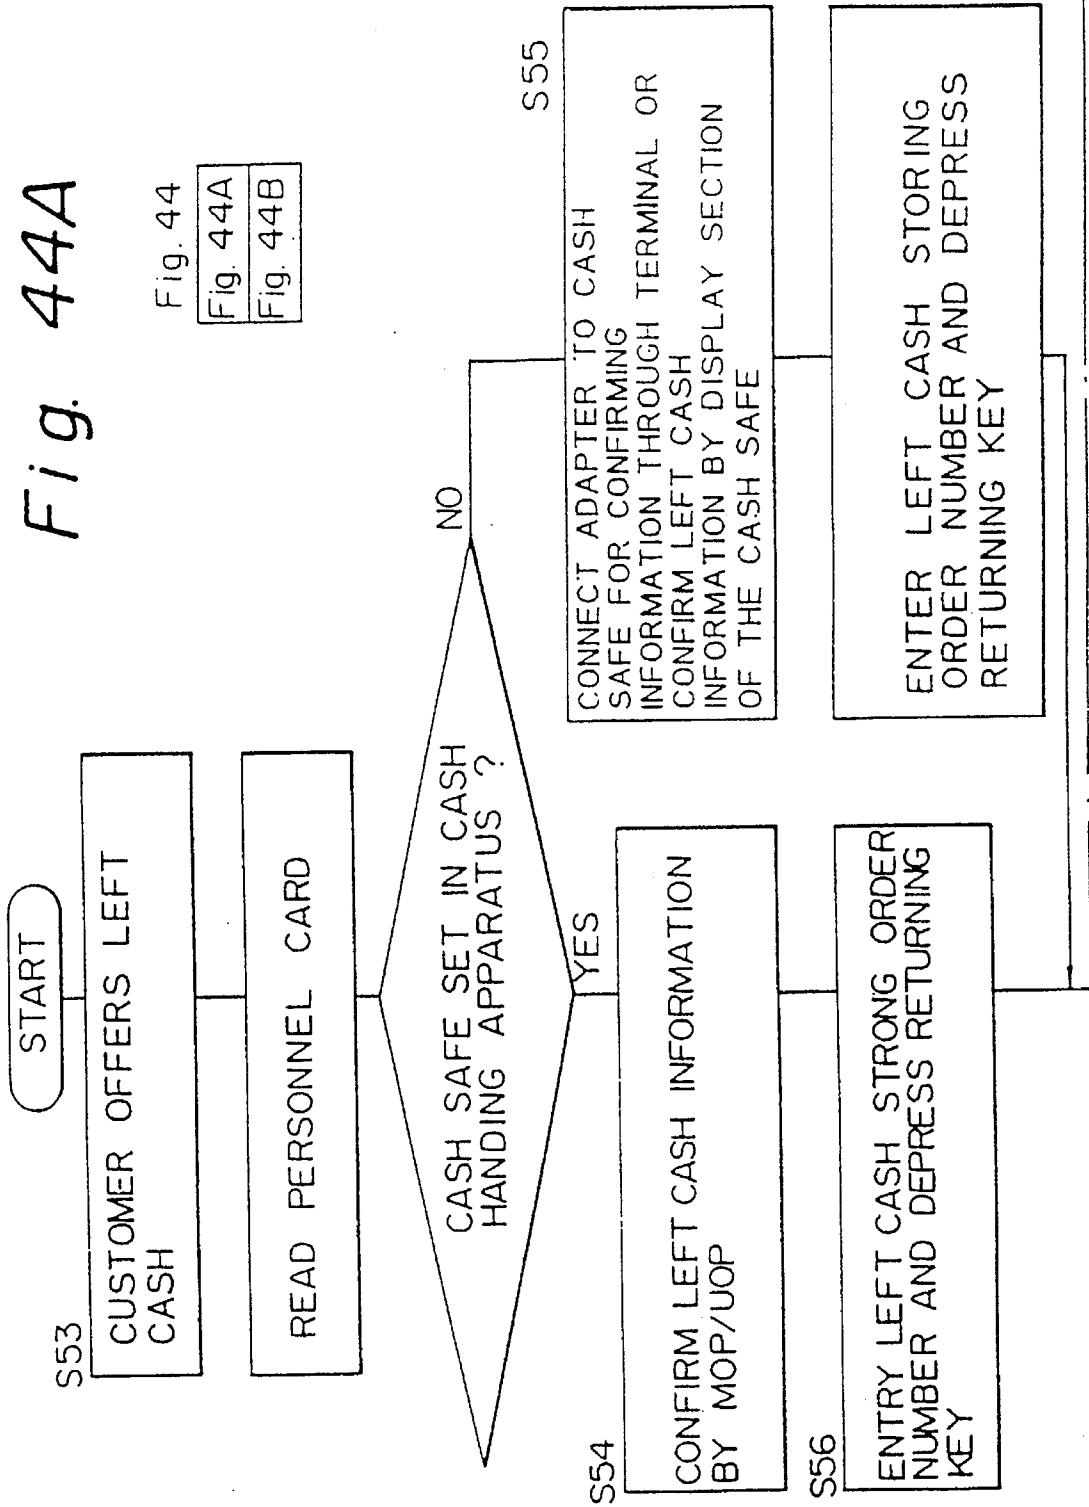 Fig. 44A
Fig. 44
Fig. 44A
Fig. 44B
START
S53
CUSTOMER OFFERS LEFT
CASH
READ PERSONNEL CARD
CASH SAFE SET IN CASH
HANDING APPARATUS ?
NO
YES
S54
CONFIRM LEFT CASH INFORMATION
BY MOP/UOP
S55
CONNECT ADAPTER TO CASH
SAFE FOR CONFIRMING
INFORMATION THROUGH TERMINAL OR
CONFIRM LEFT CASH
INFORMATION BY DISPLAY SECTION
OF THE CASH SAFE
S56
ENTRY LEFT CASH STRONG ORDER
NUMBER AND DEPRESS RETURNING
KEY
ENTER LEFT CASH STORING
ORDER NUMBER AND DEPRESS
RETURNING KEY